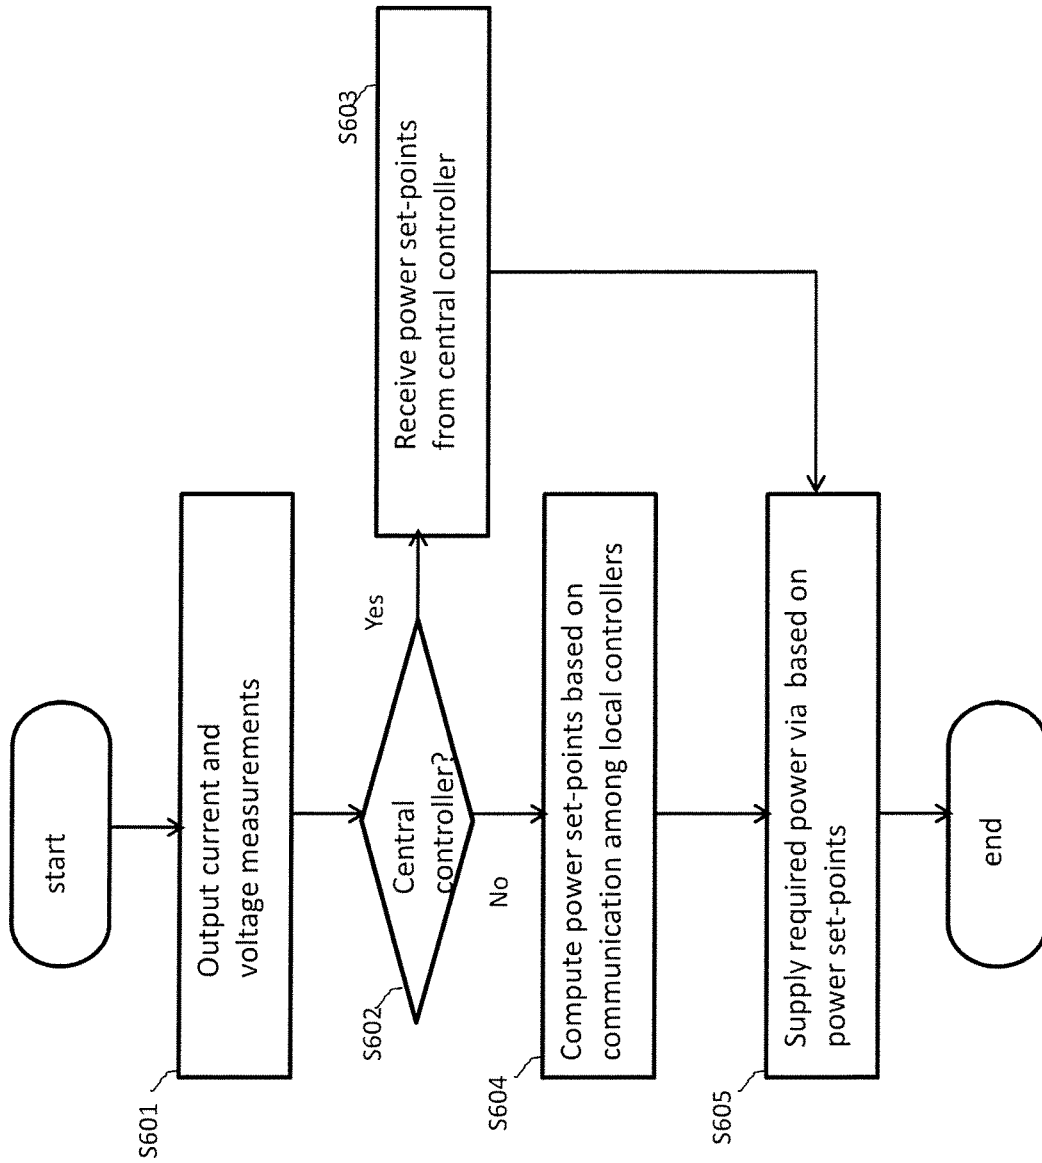 start
S601
Output current and
voltage measurements
S602
Central
controller?
Yes
No
S603
Receive power set-points
from central controller
S604
Compute power set-points based on
communication among local controllers
S605
Supply required power via  based on
power set-points
end